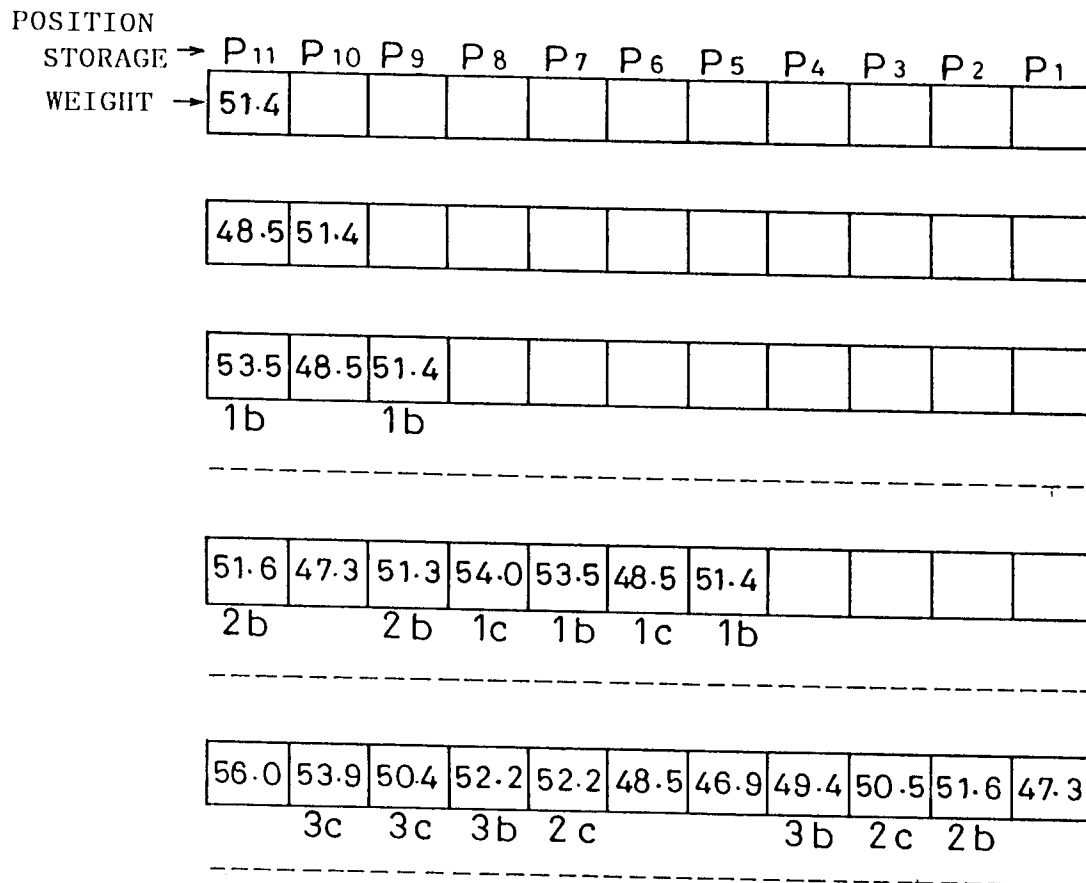 POSITION
STORAGE → P11 P10 P9 P8 P7 P6 P5 P4 P3 P2 P1
WEIGHT → 51.4
48.5 51.4
53.5 48.5 51.4
1b 1b
51.6 47.3 51.3 54.0 53.5 48.5 51.4
2b 2b 1c 1b 1c 1b
56.0 53.9 50.4 52.2 52.2 48.5 46.9 49.4 50.5 51.6 47.3
3c 3c 3b 2c 3b 2c 2b